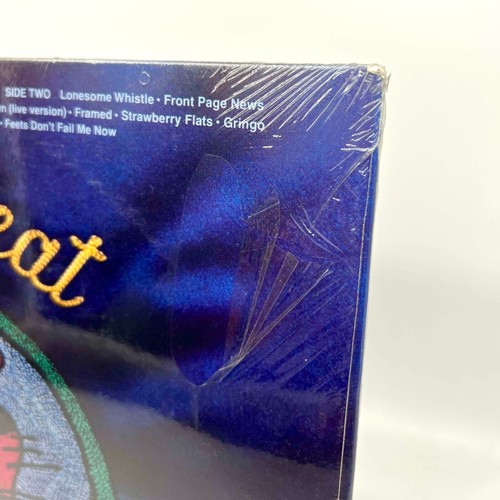 SIDE TWO Lonesome Whistle • Front Page News
n (live version) • Framed • Strawberry Flats • Gringo
• Feets Don't Fail Me Now
eat